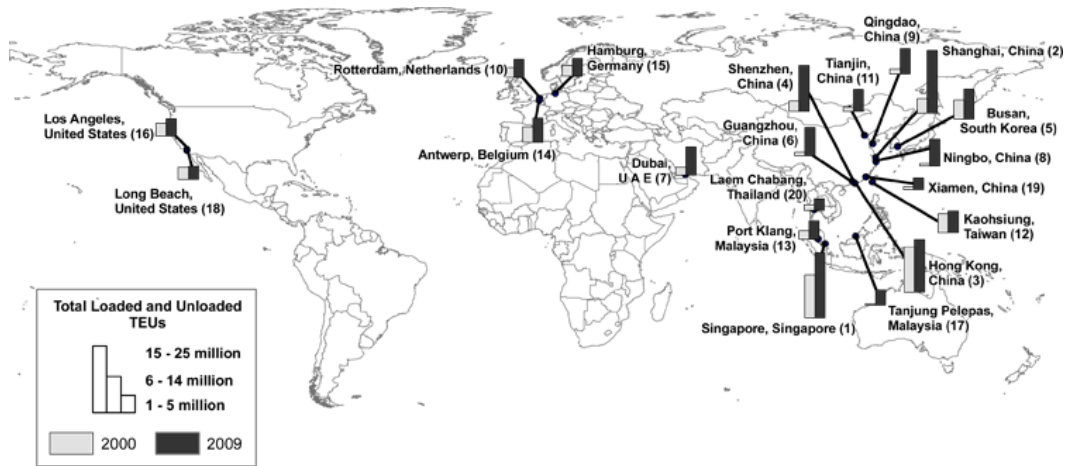 Qingdao,
China (9)
Shanghai, China (2)
Hamburg,
Germany (15)
Rotterdam, Netherlands (10)
Shenzhen,
China (4)
Tianjin,
China (11)
Los Angeles,
United States (16)
Busan,
South Korea (5)
Guangzhou,
China (6)
Antwerp, Belgium (14)
Ningbo, China (8)
Dubai,
U A E (7)
Laem Chabang,
Thailand (20)
Xiamen, China (19)
Long Beach,
United States (18)
Kaohsiung,
Taiwan (12)
Port Klang,
Malaysia (13)
Hong Kong,
China (3)
Tanjung Pelepas,
Malaysia (17)
Singapore, Singapore (1)
Total Loaded and Unloaded
TEUs
15 - 25 million
6 - 14 million
1 - 5 million
2000
2009